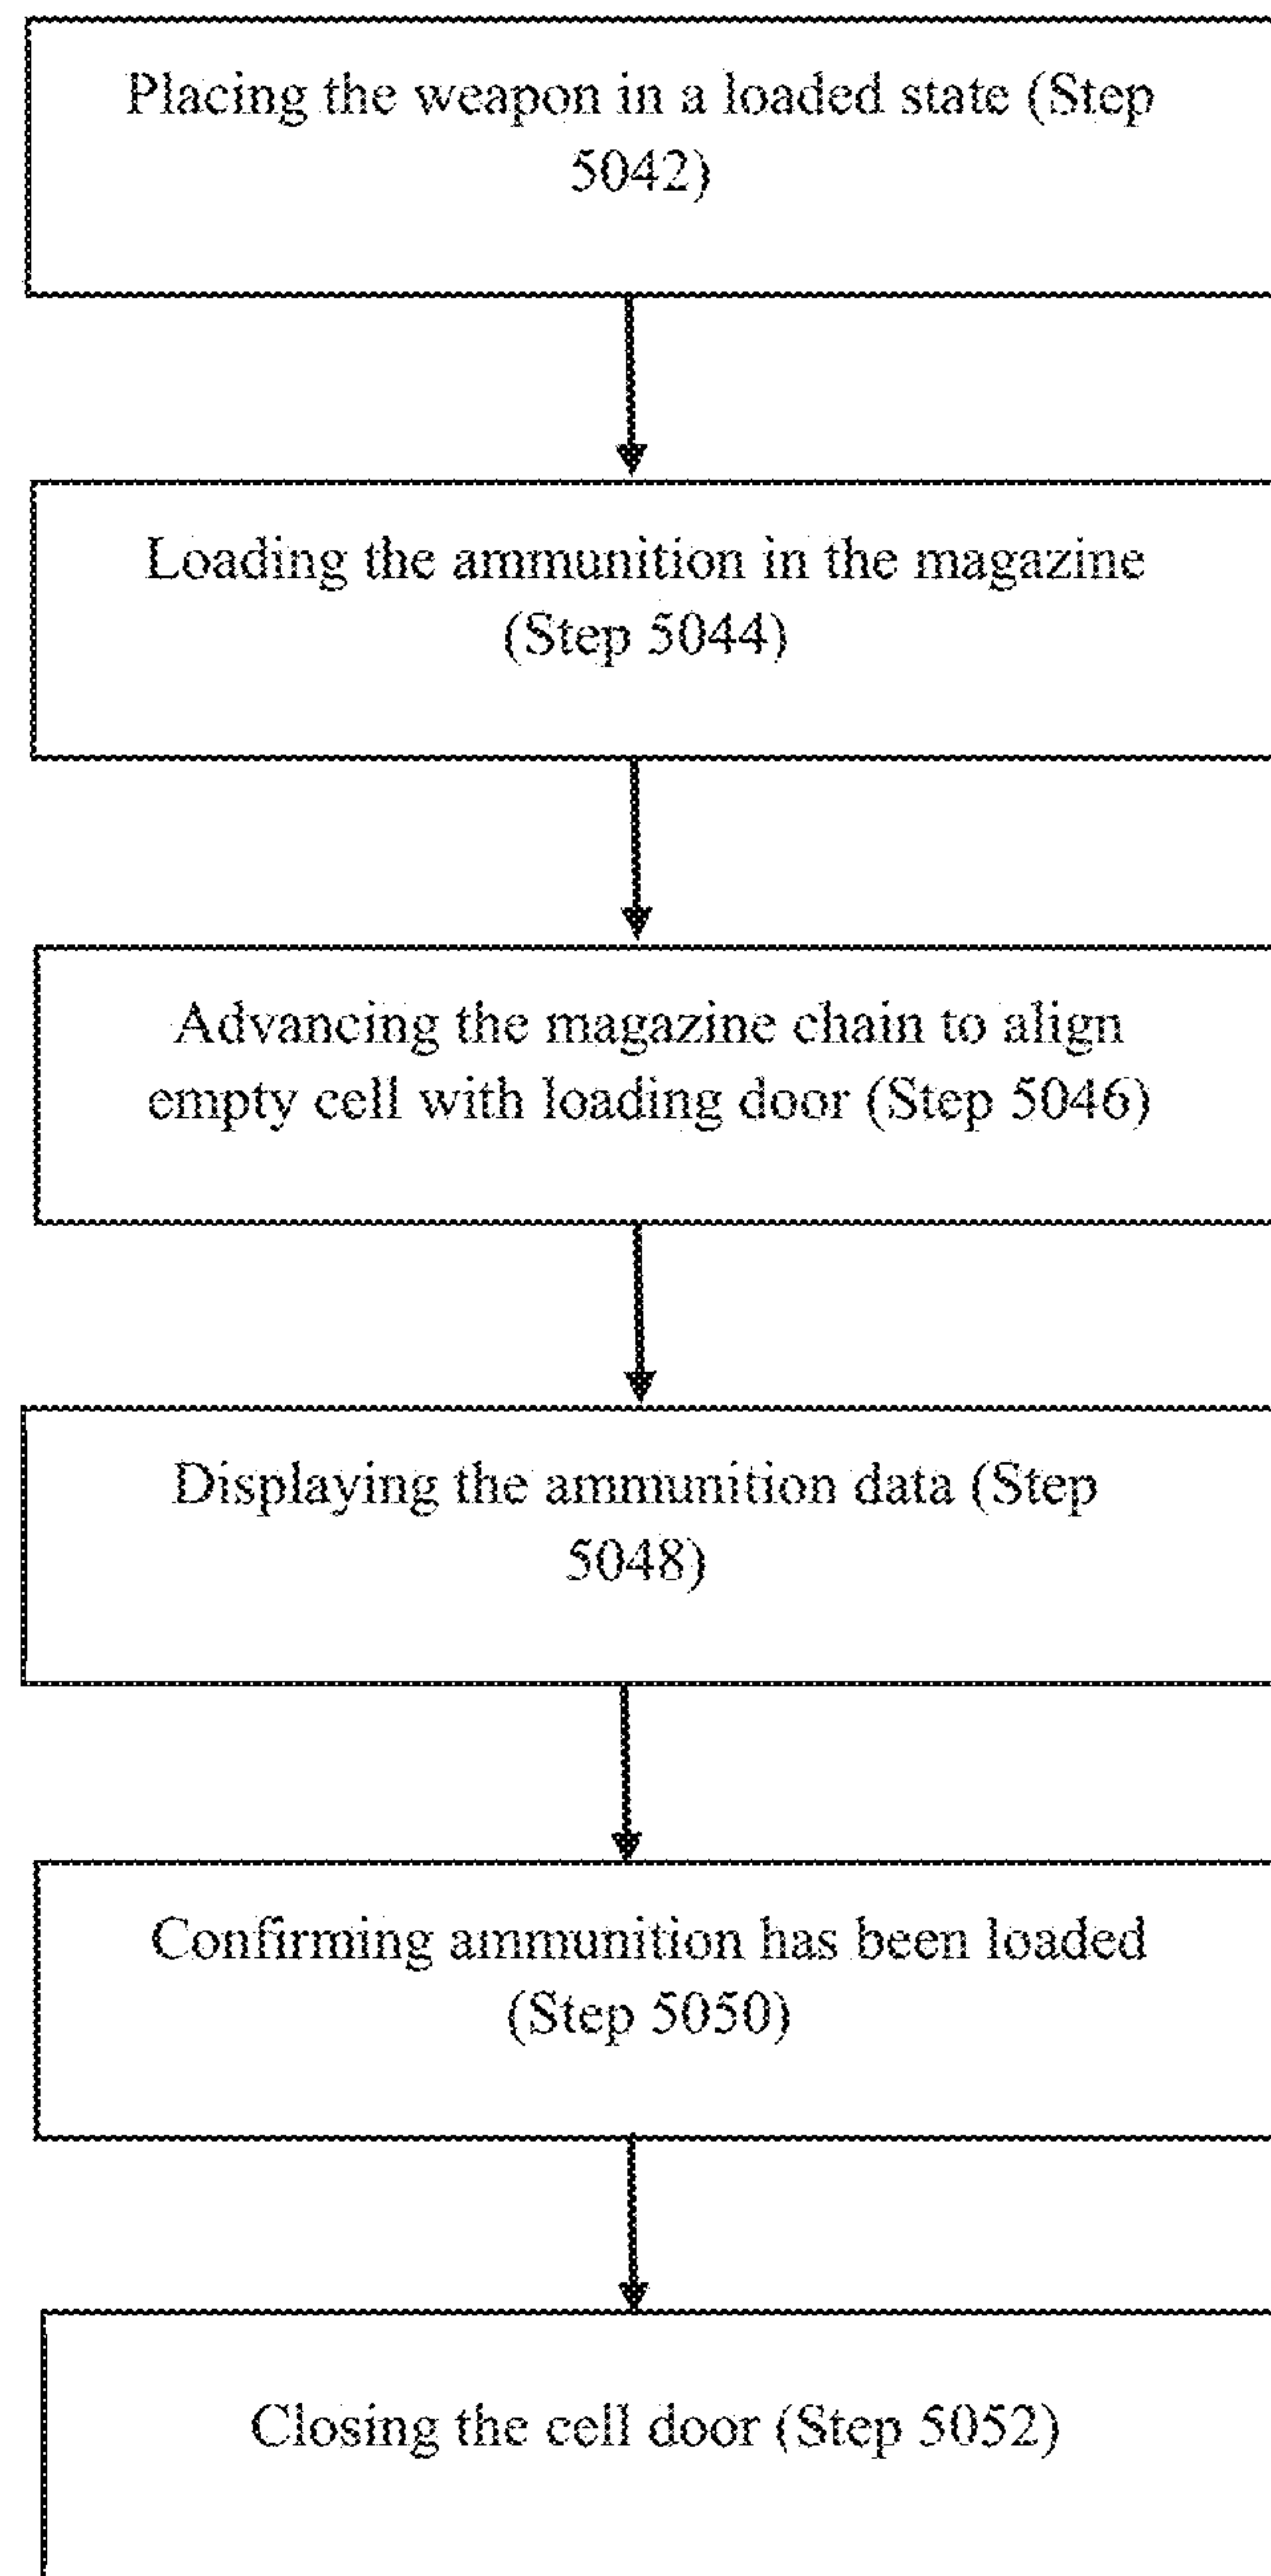 Placing the weapon in a loaded state (Step
5042)
Loading the ammunition in the magazine
(Step 5044)
Advancing the magazine chain to align
empty cell with loading door (Step 5046)
Displaying the ammunition data (Step
5048)
Confirming ammunition has been loaded
(Step 5050)
Closing the cell door (Step 5052)